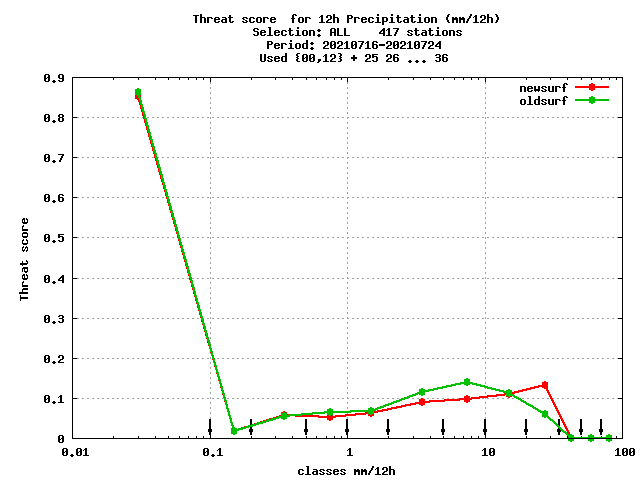 Threat score  for 12h Precipitation (mm/12h)
Selection: ALL    417 stations
Period: 20210716-20210724
Used {00,12} + 25 26 ... 36
newsurf
oldsurf
0.9
0.8
0.7
0.6
0.5
0.4
0.3
0.2
0.1
0
Threat score
0.01 0.1 1 10 100
classes mm/12h